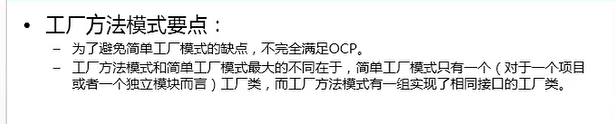 • 工厂方法模式要点：
– 为了避免简单工厂模式的缺点，不完全满足OCP。
– 工厂方法模式和简单工厂模式最大的不同在于，简单工厂模式只有一个（对于一个项目
或者一个独立模块而言）工厂类，而工厂方法模式有一组实现了相同接口的工厂类。